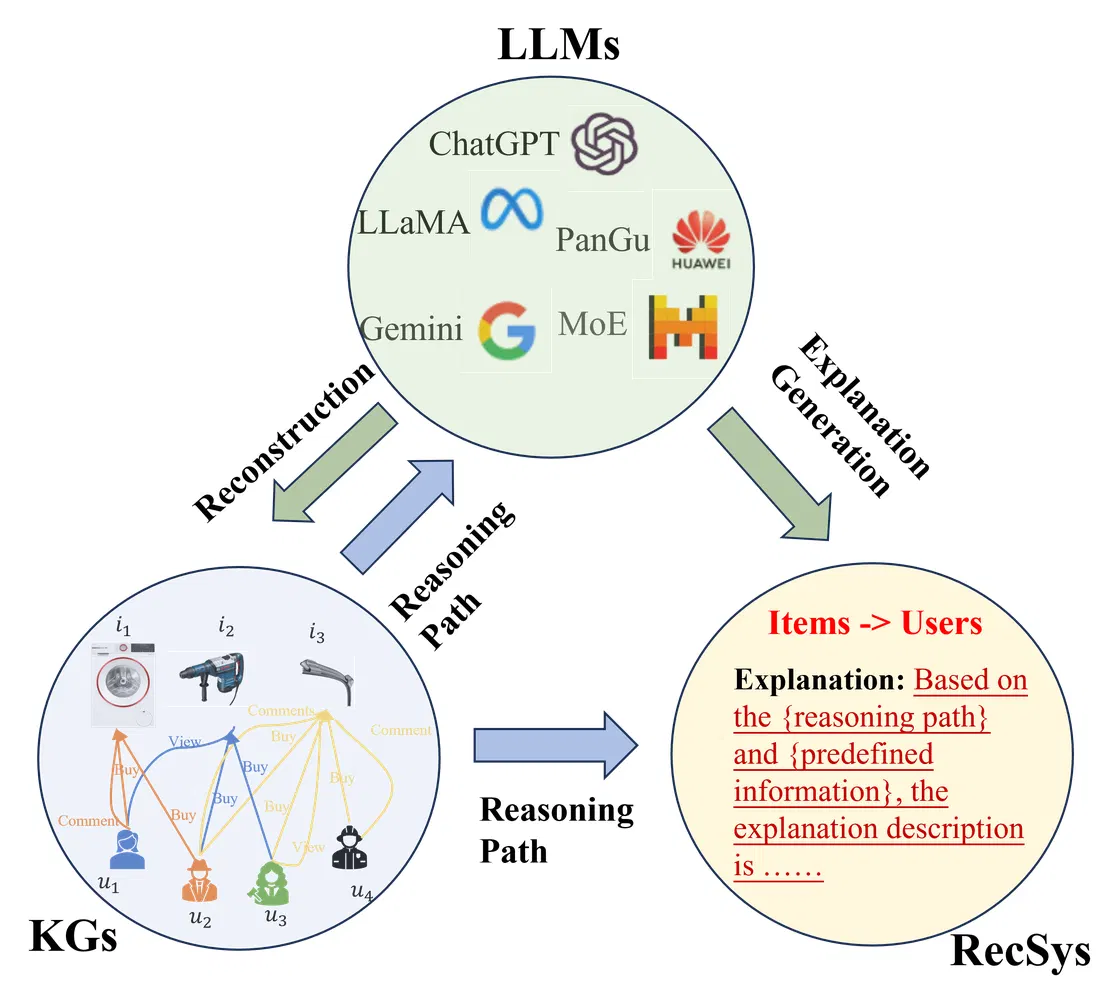 LLMs
ChatGPT
LLaMA
PanGu
HUAWEI
Gemini
MoE
Reconstruction
Reasoning
Path
Explanation
Generation
i₁
i₂
i₃
Comments
View
Buy
Comment
Buy
Buy
Buy
Buy
Buy
Buy
Comment
View
u₁
u₂
u₃
u₄
KGs
Reasoning
Path
Items -> Users
Explanation: Based on
the {reasoning path}
and {predefined
information}, the
explanation description
is ……
RecSys